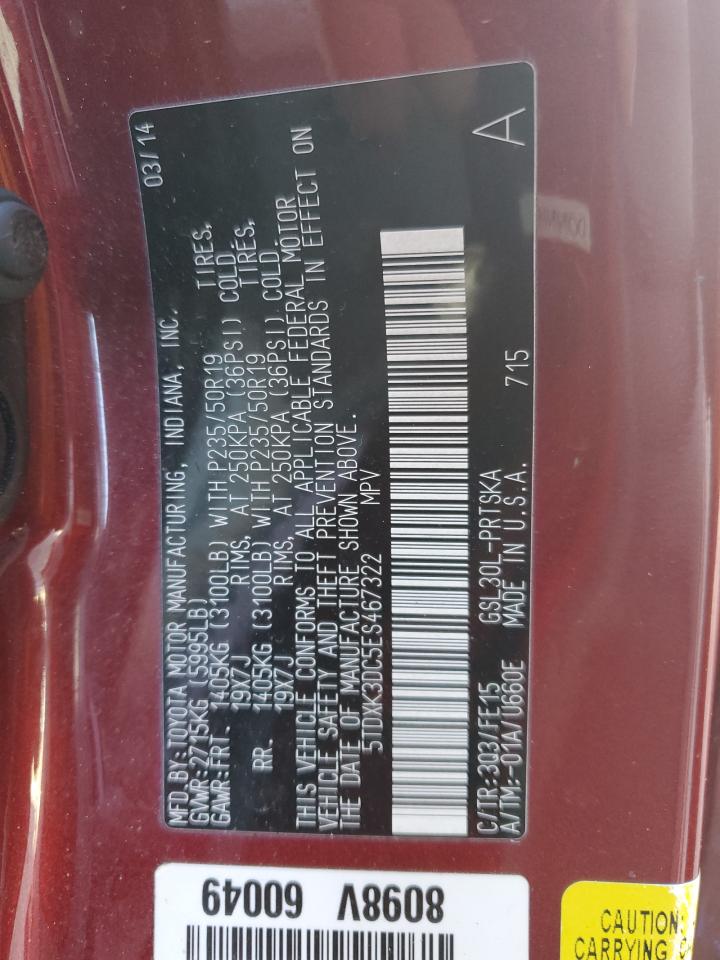 03/14
MFD.BY:TOYOTA MOTOR MANUFACTURING, INDIANA, INC.
GVWR:2715KG (5995LB)
GAWR:FRT. 1405KG (3100LB) WITH P235/50R19 TIRES,
19X7J RIMS, AT 250KPA (36PSI) COLD
RR. 1405KG (3100LB) WITH P235/50R19 TIRES,
19X7J RIMS, AT 250KPA (36PSI) COLD
THIS VEHICLE CONFORMS TO ALL APPLICABLE FEDERAL MOTOR
VEHICLE SAFETY AND THEFT PREVENTION STANDARDS IN EFFECT ON
THE DATE OF MANUFACTURE SHOWN ABOVE.
5TDXK3DC5ES467322 MPV
C/TR:3Q3/FE15 GSL30L-PRTSKA 715
A/TM:-01A/U660E MADE IN U.S.A. A
8098V 60049
CAUTION:
CARRYING